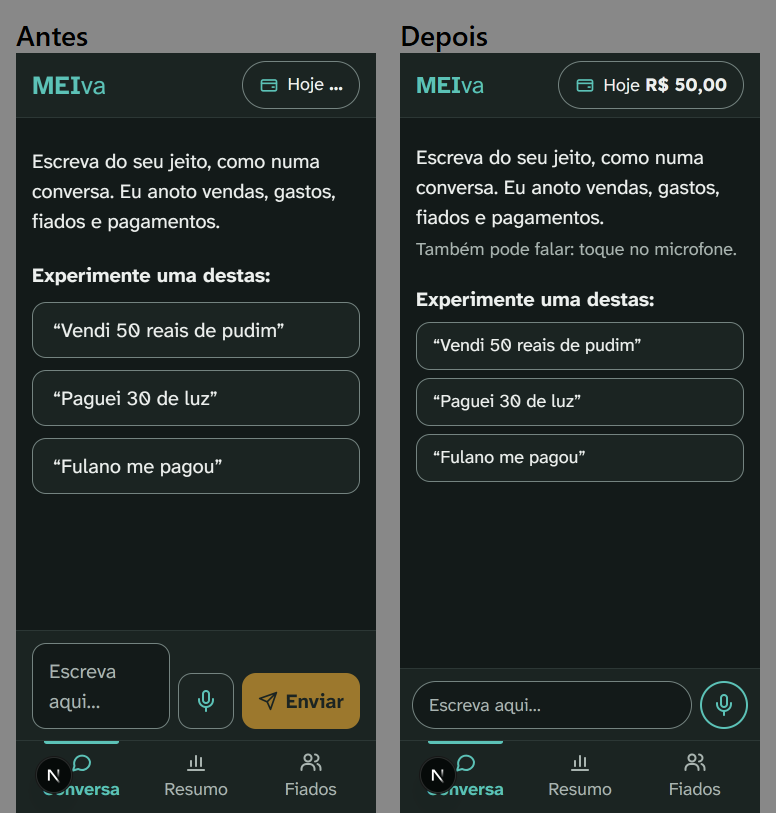 Antes
MEIva
Hoje ...
Escreva do seu jeito, como numa
conversa. Eu anoto vendas, gastos,
fiados e pagamentos.
Experimente uma destas:
“Vendi 50 reais de pudim”
“Paguei 30 de luz”
“Fulano me pagou”
Escreva
aqui...
Enviar
N
onversa
Resumo
Fiados
Depois
MEIva
Hoje R$ 50,00
Escreva do seu jeito, como numa
conversa. Eu anoto vendas, gastos,
fiados e pagamentos.
Também pode falar: toque no microfone.
Experimente uma destas:
“Vendi 50 reais de pudim”
“Paguei 30 de luz”
“Fulano me pagou”
Escreva aqui...
N
onversa
Resumo
Fiados